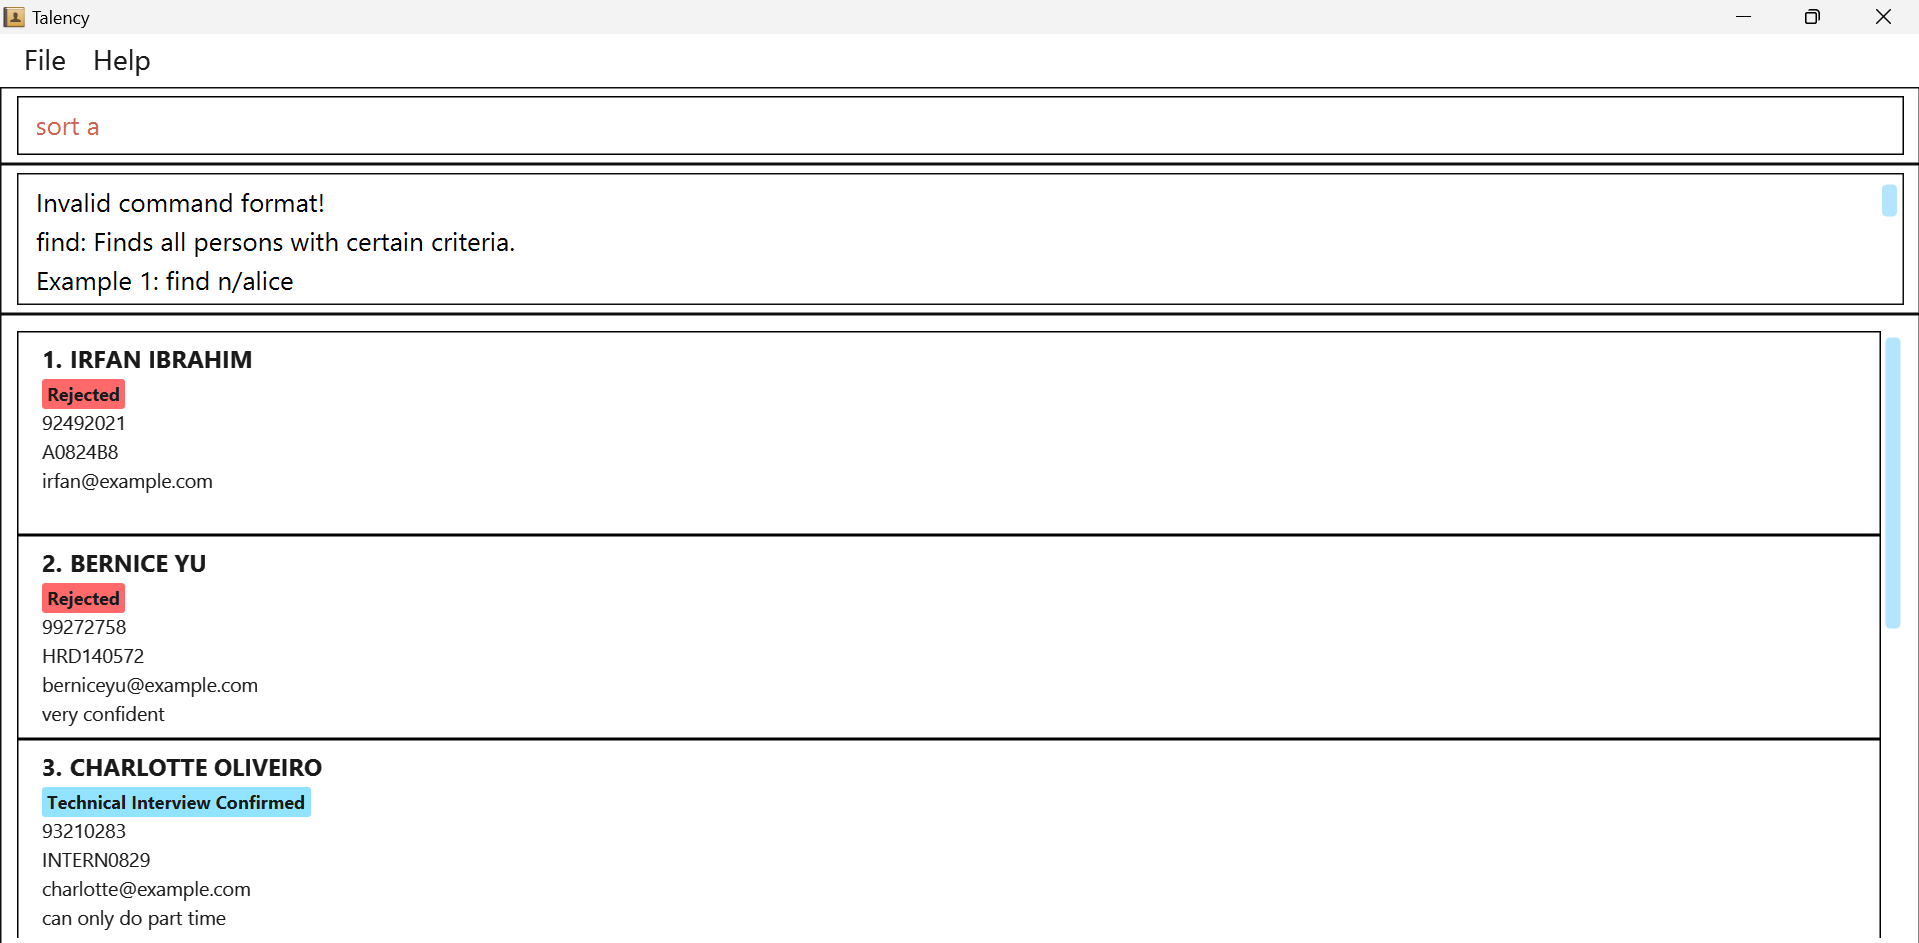 Talency
File Help
sort a
Invalid command format!
find: Finds all persons with certain criteria.
Example 1: find n/alice
1. IRFAN IBRAHIM
Rejected
92492021
A0824B8
irfan@example.com
2. BERNICE YU
Rejected
99272758
HRD140572
berniceyu@example.com
very confident
3. CHARLOTTE OLIVEIRO
Technical Interview Confirmed
93210283
INTERN0829
charlotte@example.com
can only do part time